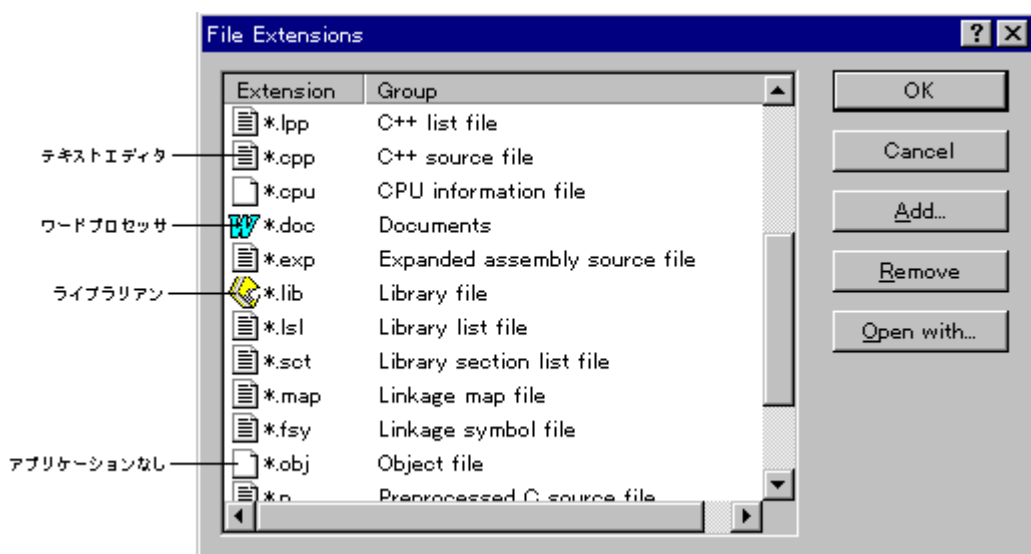 File Extensions
Extension Group
*.lpp C++ list file
*.cpp C++ source file
*.cpu CPU information file
*.doc Documents
*.exp Expanded assembly source file
*.lib Library file
*.lsl Library list file
*.sct Library section list file
*.map Linkage map file
*.fsy Linkage symbol file
*.obj Object file
*.p Preprocessed C source file
OK
Cancel
Add...
Remove
Open with...
テキストエディタ
ワードプロセッサ
ライブラリアン
アプリケーションなし